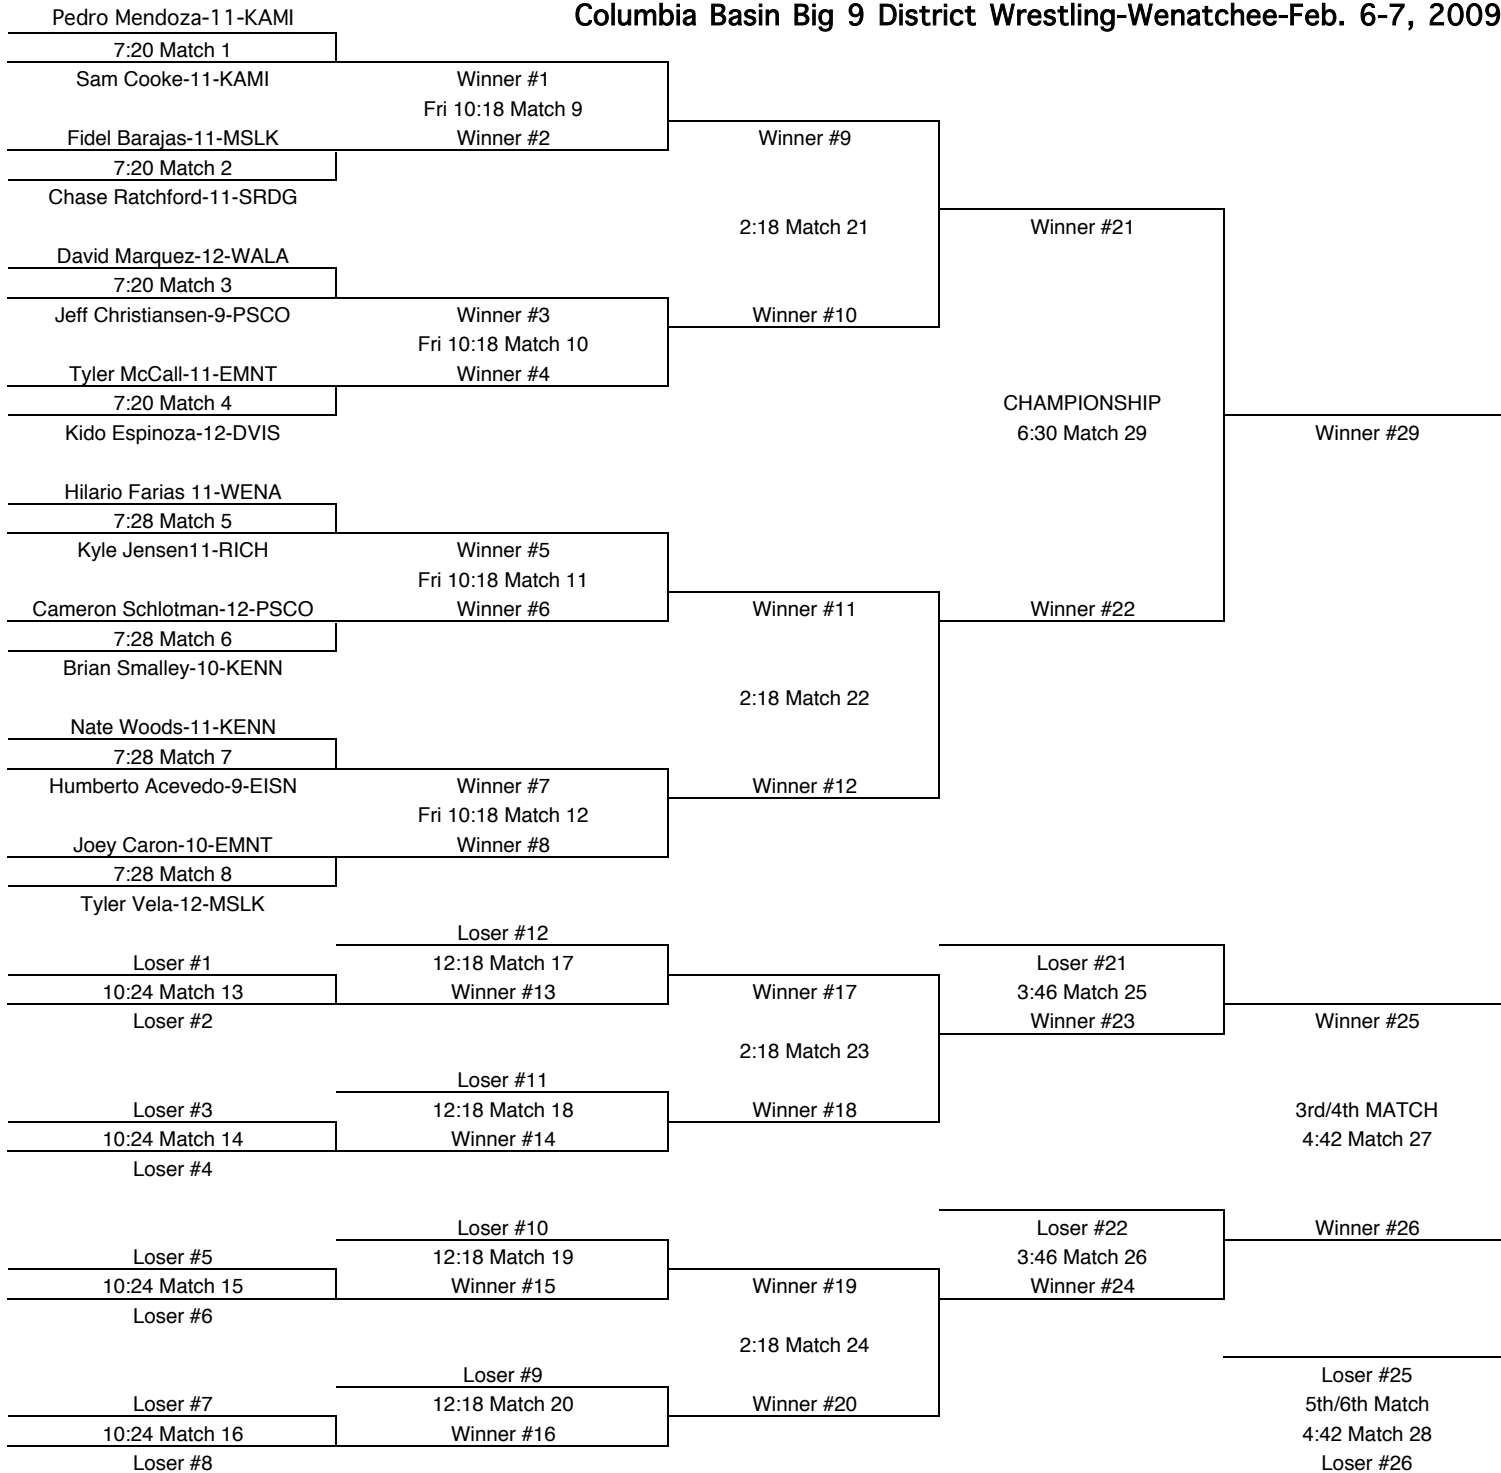 Pedro Mendoza-11-KAMI
Columbia Basin Big 9 District Wrestling-Wenatchee-Feb. 6-7, 2009
7:20 Match 1
Sam Cooke-11-KAMI
Winner #1
Fri 10:18 Match 9
Fidel Barajas-11-MSLK
Winner #2
Winner #9
7:20 Match 2
Chase Ratchford-11-SRDG
2:18 Match 21
Winner #21
David Marquez-12-WALA
7:20 Match 3
Jeff Christiansen-9-PSCO
Winner #3
Winner #10
Fri 10:18 Match 10
Tyler McCall-11-EMNT
Winner #4
7:20 Match 4
CHAMPIONSHIP
Kido Espinoza-12-DVIS
6:30 Match 29
Winner #29
Hilario Farias 11-WENA
7:28 Match 5
Kyle Jensen11-RICH
Winner #5
Fri 10:18 Match 11
Cameron Schlotman-12-PSCO
Winner #6
Winner #11
Winner #22
7:28 Match 6
Brian Smalley-10-KENN
2:18 Match 22
Nate Woods-11-KENN
7:28 Match 7
Humberto Acevedo-9-EISN
Winner #7
Winner #12
Fri 10:18 Match 12
Joey Caron-10-EMNT
Winner #8
7:28 Match 8
Tyler Vela-12-MSLK
Loser #12
Loser #1
12:18 Match 17
Loser #21
10:24 Match 13
Winner #13
Winner #17
3:46 Match 25
Loser #2
Winner #23
Winner #25
2:18 Match 23
Loser #11
Loser #3
12:18 Match 18
Winner #18
3rd/4th MATCH
10:24 Match 14
Winner #14
4:42 Match 27
Loser #4
Loser #10
Loser #22
Winner #26
Loser #5
12:18 Match 19
3:46 Match 26
10:24 Match 15
Winner #15
Winner #19
Winner #24
Loser #6
2:18 Match 24
Loser #9
Loser #25
Loser #7
12:18 Match 20
Winner #20
5th/6th Match
10:24 Match 16
Winner #16
4:42 Match 28
Loser #8
Loser #26